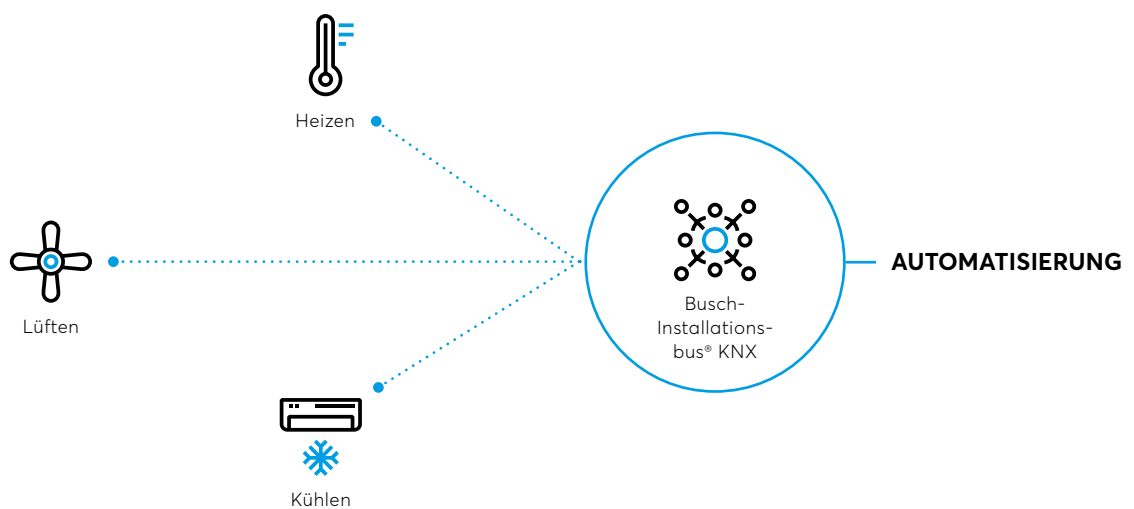 Heizen
Lüften
Kühlen
Busch-
Installations-
bus® KNX
AUTOMATISIERUNG